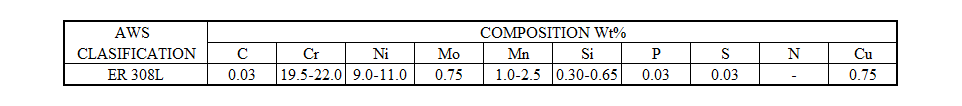 AWS CLASIFICATION COMPOSITION Wt%
C Cr Ni Mo Mn Si P S N Cu
ER 308L 0.03 19.5-22.0 9.0-11.0 0.75 1.0-2.5 0.30-0.65 0.03 0.03 - 0.75